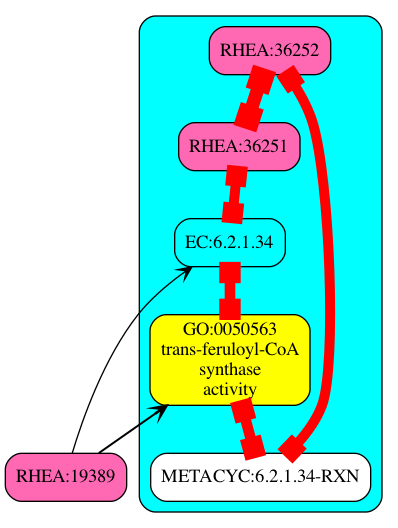 RHEA:36252
RHEA:36251
EC:6.2.1.34
GO:0050563
trans-feruloyl-CoA
synthase
activity
RHEA:19389
METACYC:6.2.1.34-RXN